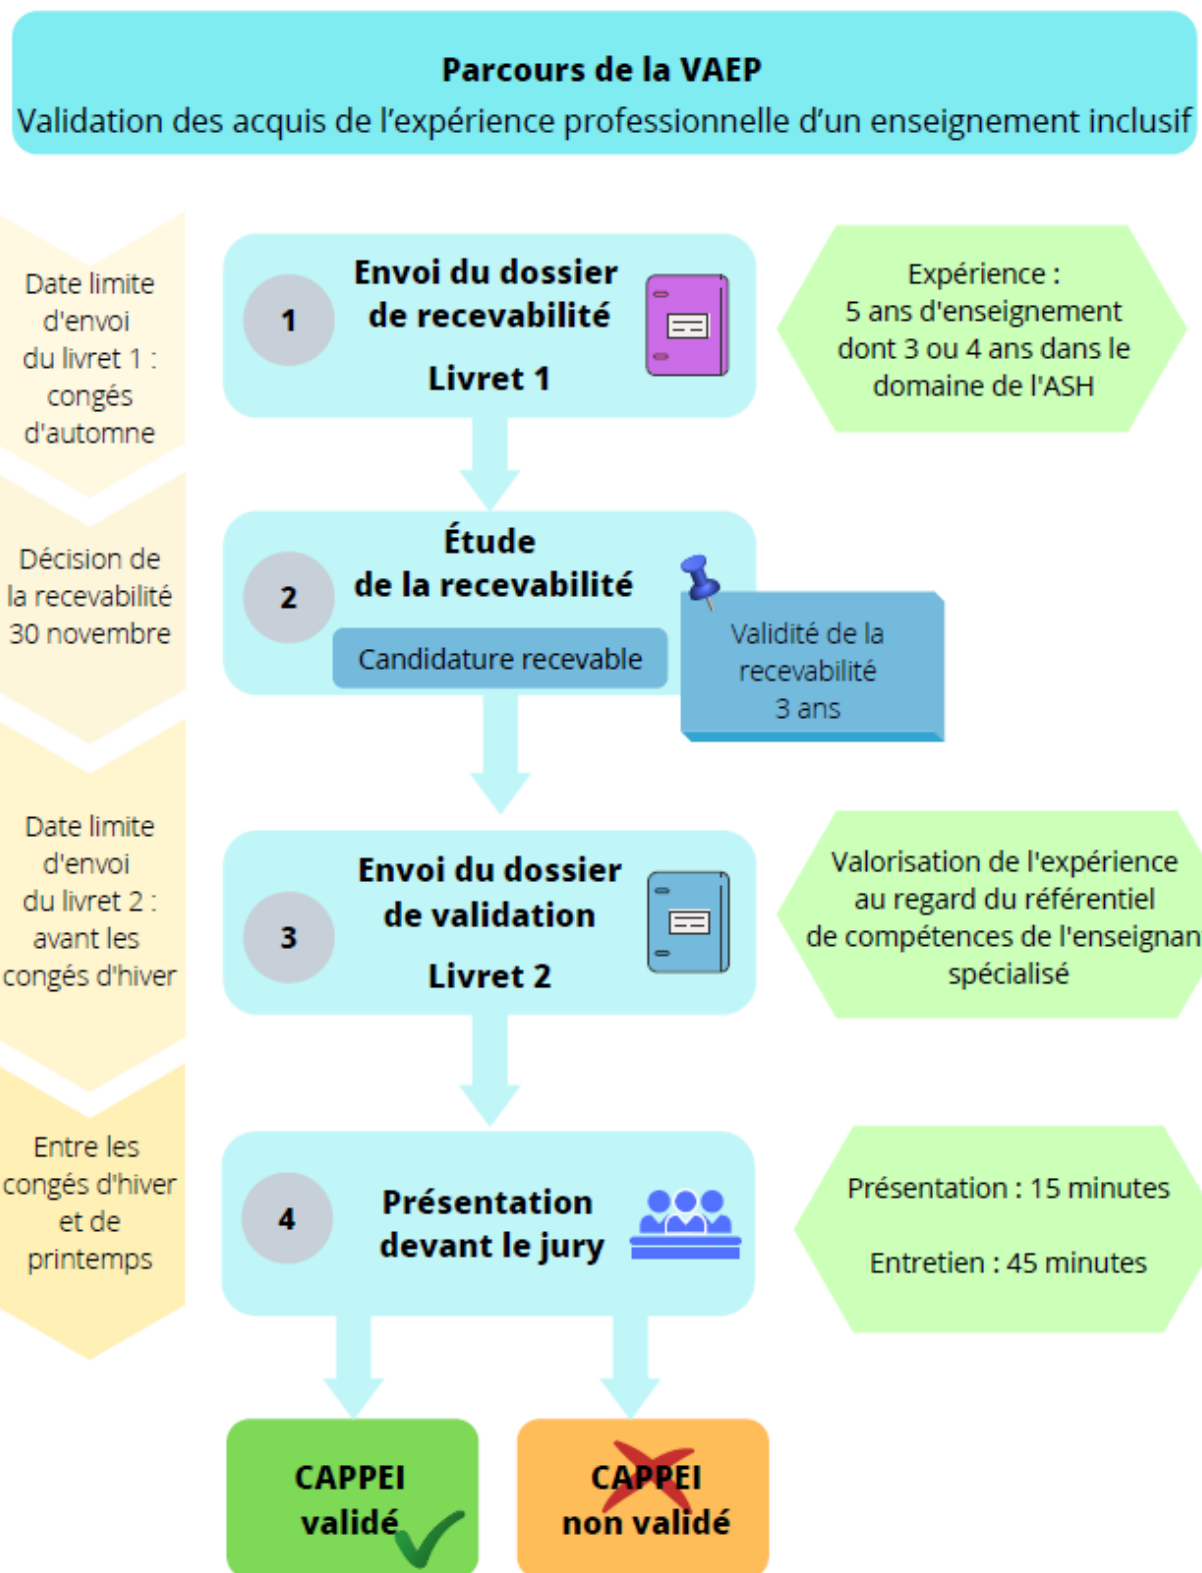 Parcours de la VAEP
Validation des acquis de l'expérience professionnelle d'un enseignement inclusif
Date limite
d'envoi
du livret 1 :
congés
d'automne
1
Envoi du dossier
de recevabilité
Livret 1
Expérience :
5 ans d'enseignement
dont 3 ou 4 ans dans le
domaine de l'ASH
Décision de
la recevabilité
30 novembre
2
Étude
de la recevabilité
Candidature recevable
Validité de la
recevabilité
3 ans
Date limite
d'envoi
du livret 2 :
avant les
congés d'hiver
3
Envoi du dossier
de validation
Livret 2
Valorisation de l'expérience
au regard du référentiel
de compétences de l'enseignan
spécialisé
Entre les
congés d'hiver
et de
printemps
4
Présentation
devant le jury
Présentation : 15 minutes
Entretien : 45 minutes
CAPPEI
validé
CAPPEI
non validé